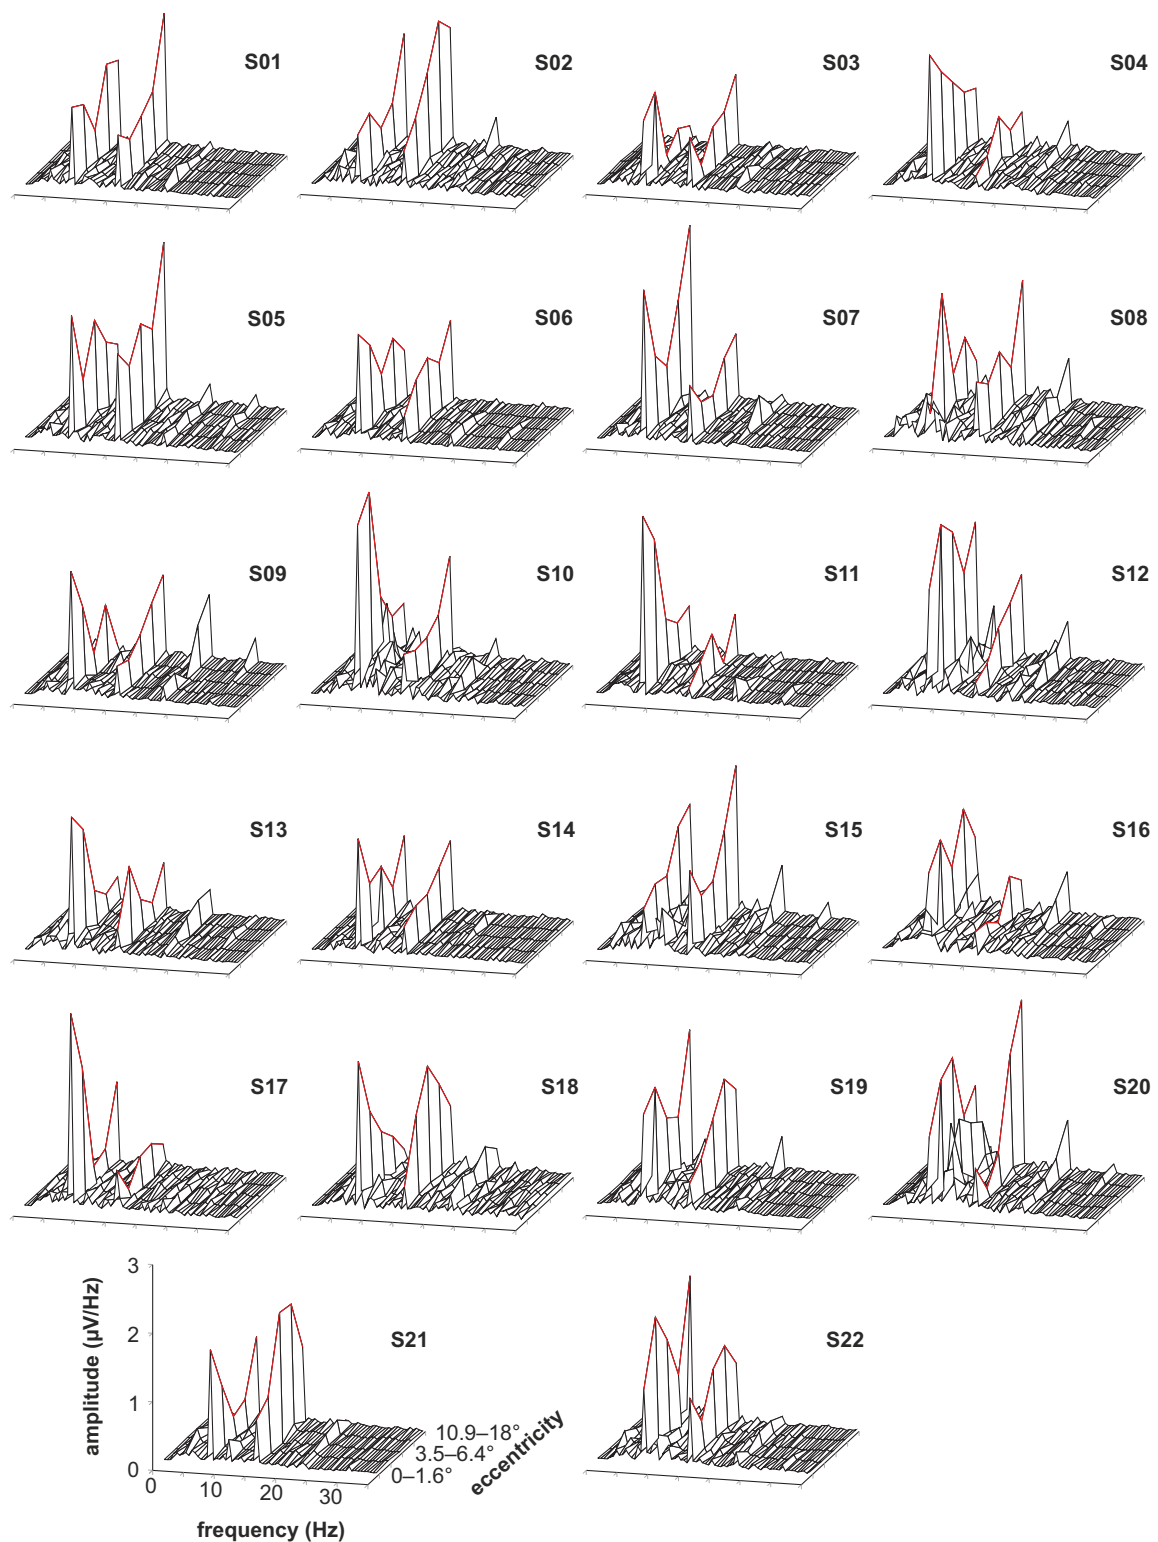 S01
S02
S03
S04
S05
S06
S07
S08
S09
S10
S11
S12
S13
S14
S15
S16
S17
S18
S19
S20
S21
S22
amplitude (µV/Hz)
3
2
1
0
0
10
20
30
frequency (Hz)
10.9–18°
3.5–6.4°
0–1.6°
eccentricity